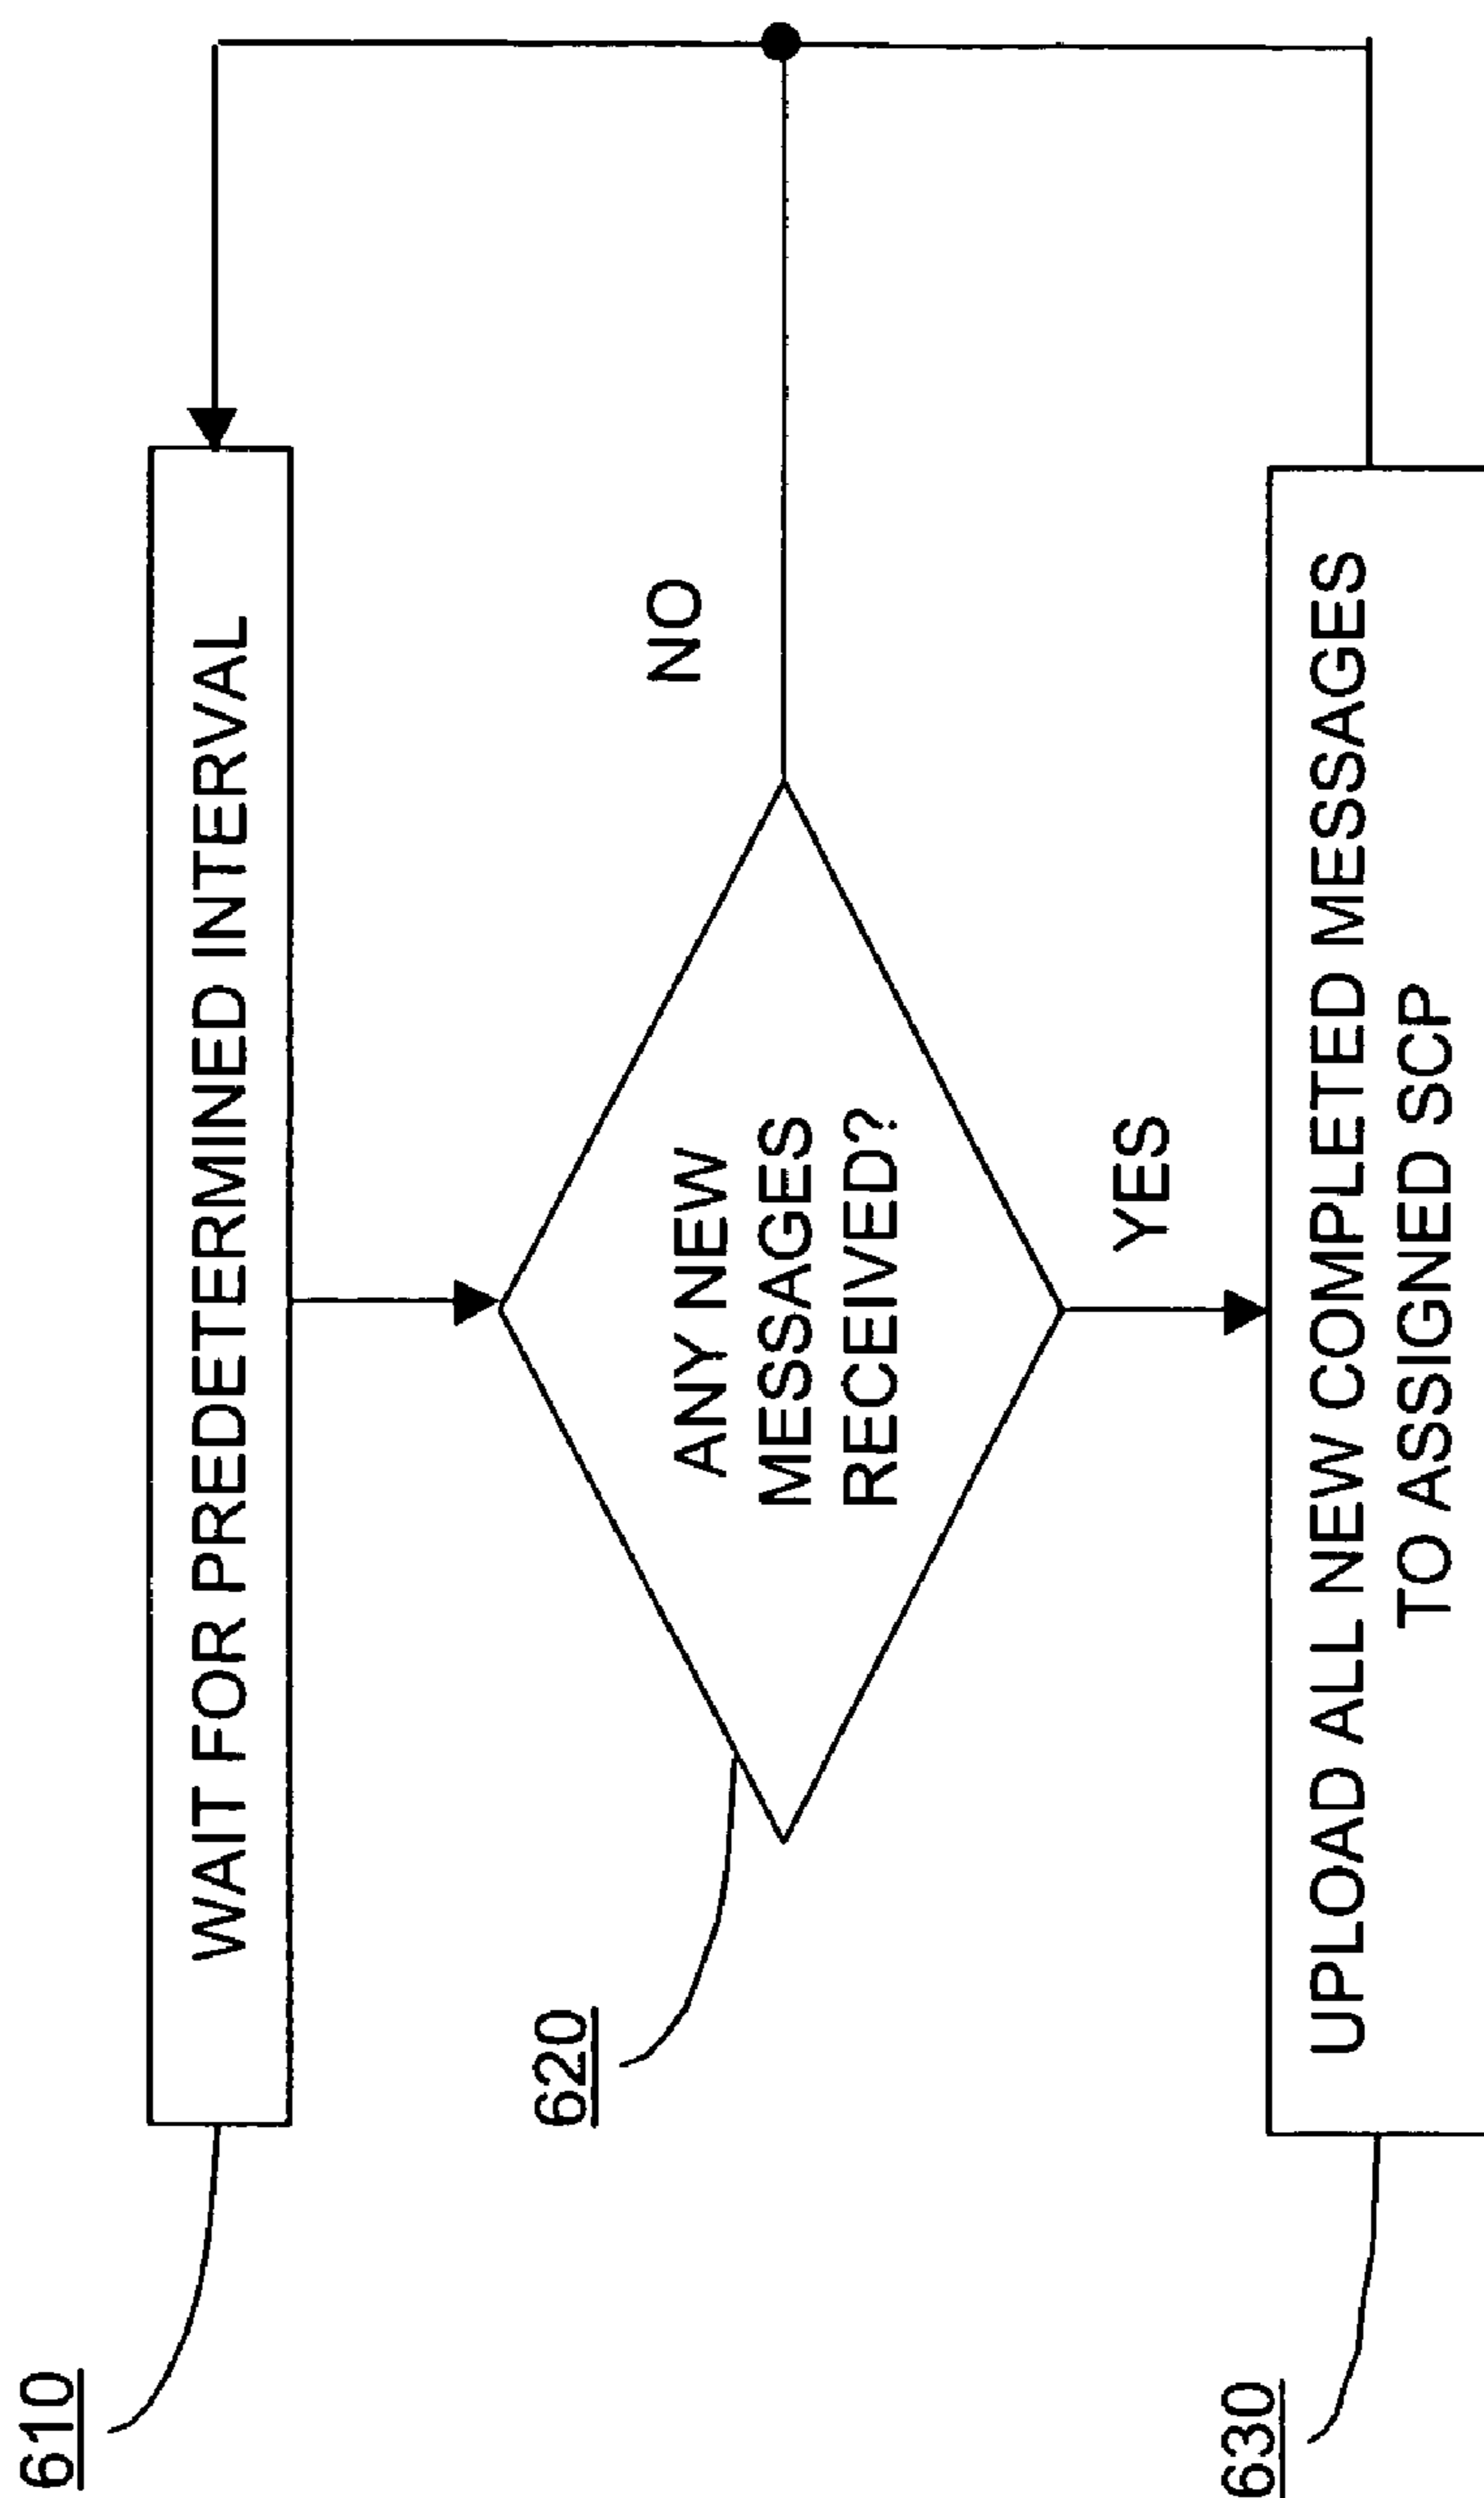 610
WAIT FOR PREDETERMINED INTERVAL
620
ANY NEW
MESSAGES
RECEIVED?
NO
YES
630
UPLOAD ALL NEW COMPLETED MESSAGES
TO ASSIGNED SCP